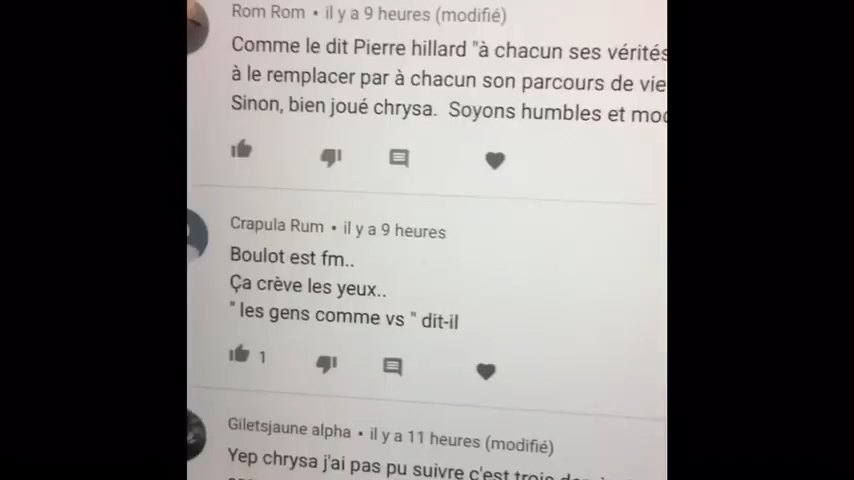 Rom Rom • il y a 9 heures (modifié)
Comme le dit Pierre hillard "à chacun ses vérités
à le remplacer par à chacun son parcours de vie
Sinon, bien joué chrysa. Soyons humbles et
Crapula Rum • il y a 9 heures
Boulot est fm..
Ça crève les yeux..
" les gens comme vs " dit-il
1
Giletsjaune alpha • il y a 11 heures (modifié)
Yep chrysa j'ai pas pu suivre c'est trois